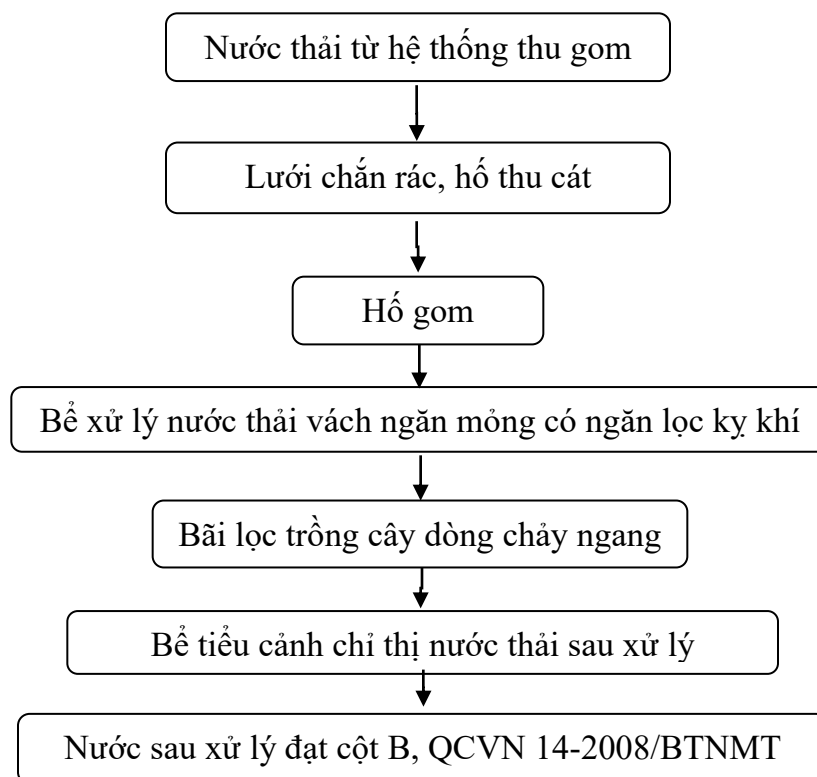 Nước thải từ hệ thống thu gom
Lưới chắn rác, hố thu cát
Hố gom
Bể xử lý nước thải vách ngăn mỏng có ngăn lọc kỵ khí
Bãi lọc trồng cây dòng chảy ngang
Bể tiểu cảnh chỉ thị nước thải sau xử lý
Nước sau xử lý đạt cột B, QCVN 14-2008/BTNMT